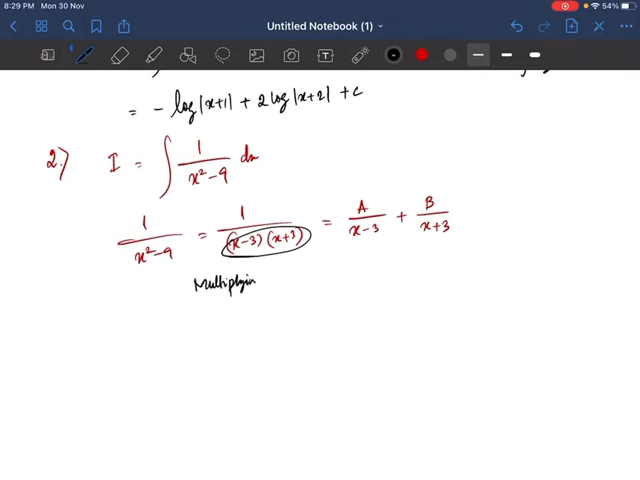 8:29 PM Mon 30 Nov
54%
Untitled Notebook (1)
= - log|x+1| + 2 log|x+2| + c
2.) I = ∫ 1/(x² - 9) dx
1/(x² - 9) = 1/((x-3)(x+3)) = A/(x-3) + B/(x+3)
Multiplyin